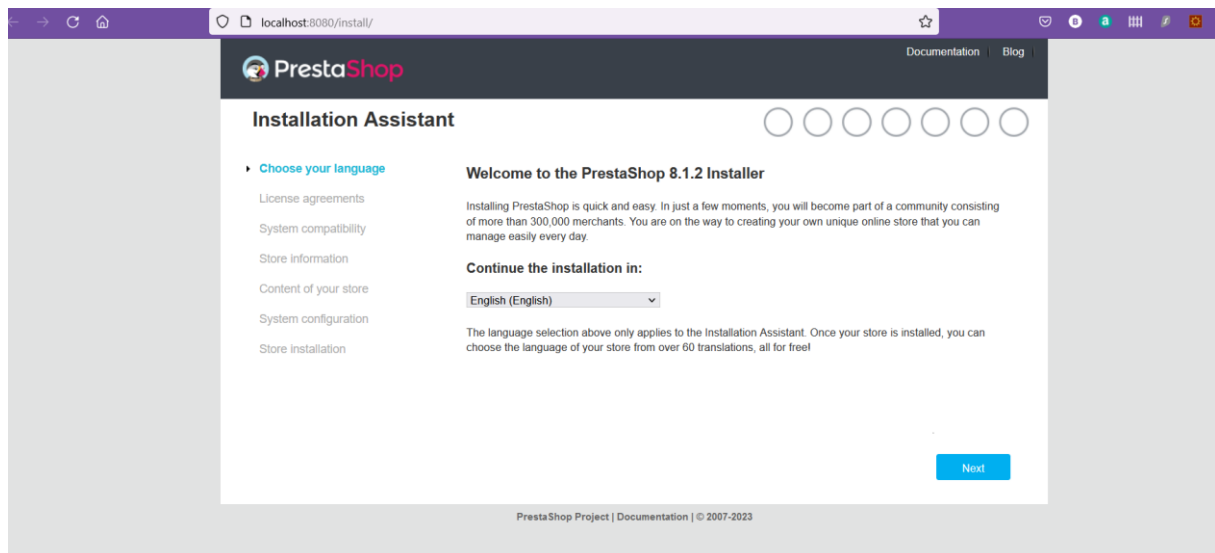 localhost:8080/install/
PrestaShop
Documentation
Blog
Installation Assistant
Choose your language
License agreements
System compatibility
Store information
Content of your store
System configuration
Store installation
Welcome to the PrestaShop 8.1.2 Installer
Installing PrestaShop is quick and easy. In just a few moments, you will become part of a community consisting
of more than 300,000 merchants. You are on the way to creating your own unique online store that you can
manage easily every day.
Continue the installation in:
English (English)
The language selection above only applies to the Installation Assistant. Once your store is installed, you can
choose the language of your store from over 60 translations, all for free!
Next
PrestaShop Project | Documentation | © 2007-2023